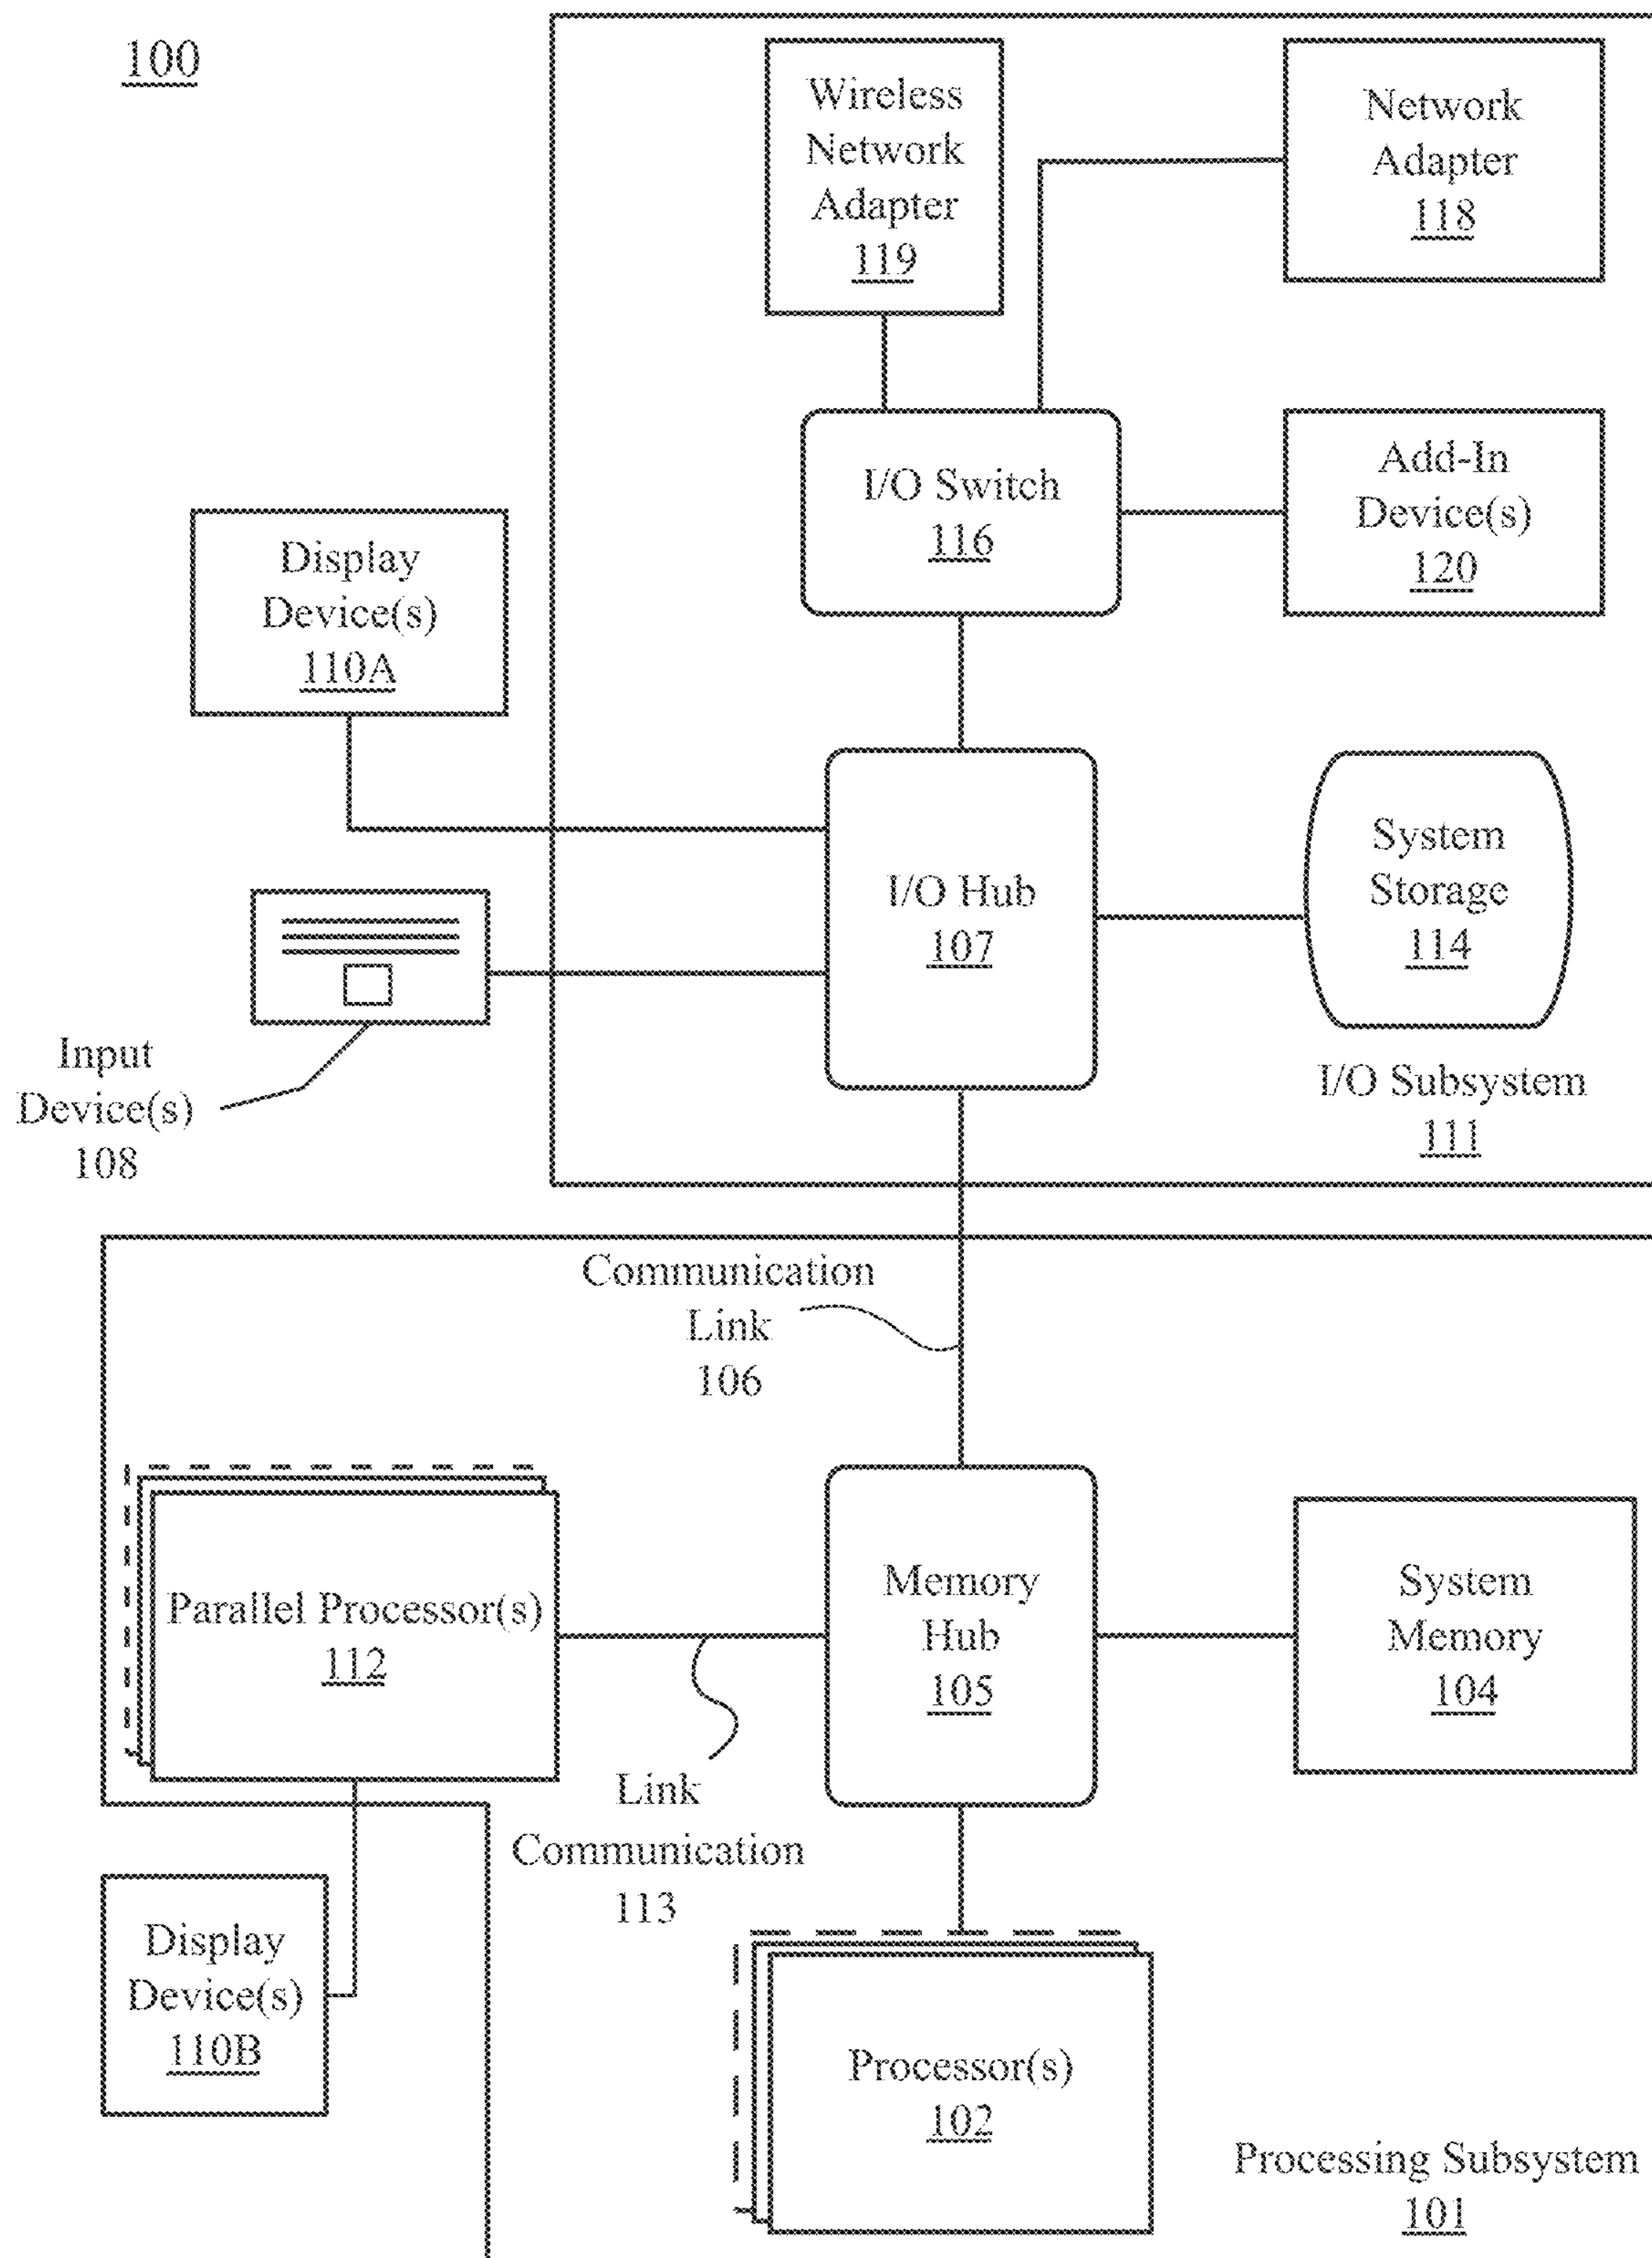 100
Wireless
Network
Adapter
119
Network
Adapter
118
I/O Switch
116
Add-In
Device(s)
120
Display
Device(s)
110A
I/O Hub
107
System
Storage
114
Input
Device(s)
108
I/O Subsystem
111
Communication
Link
106
Parallel Processor(s)
112
Memory
Hub
105
System
Memory
104
Link
Communication
113
Display
Device(s)
110B
Processor(s)
102
Processing Subsystem
101